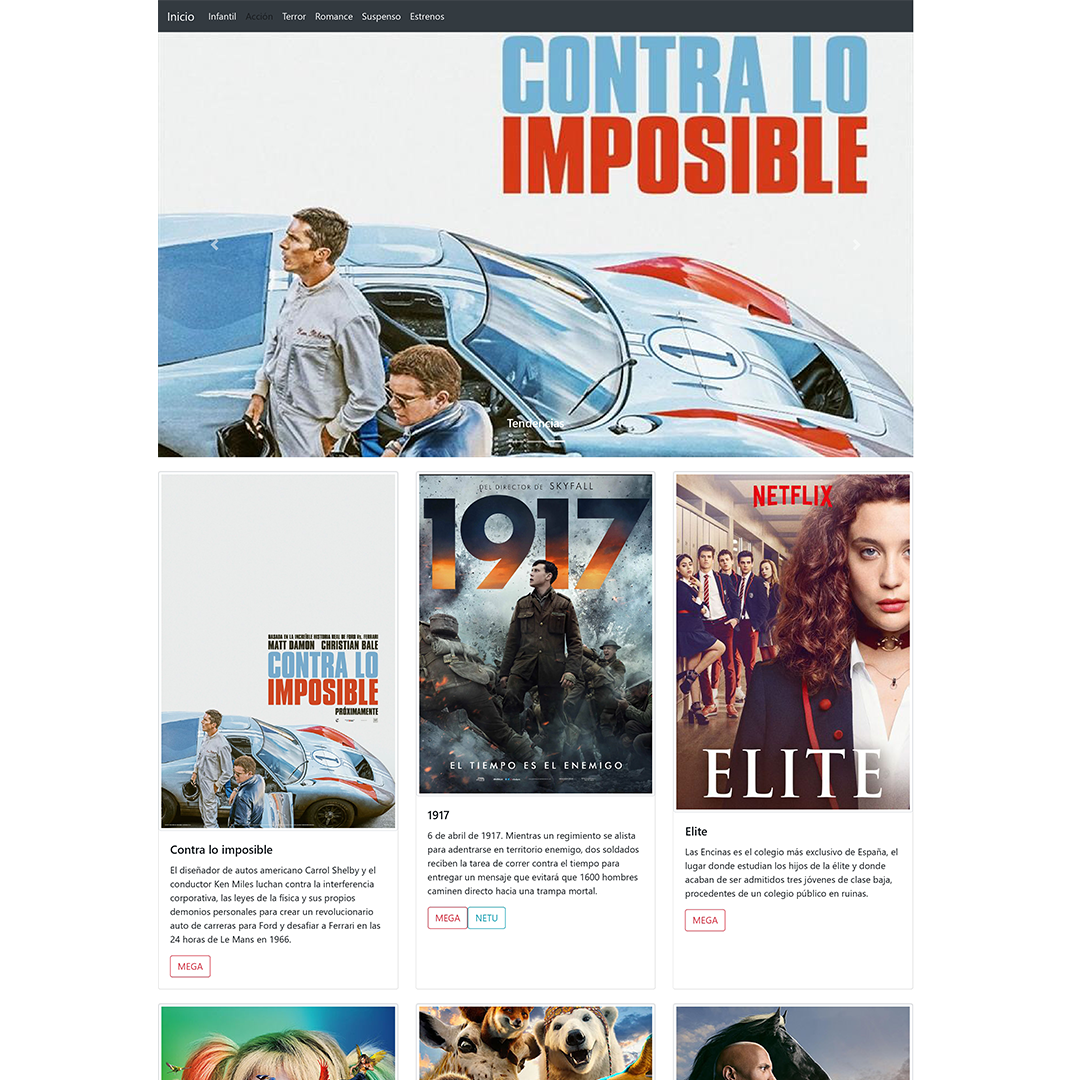 Inicio Infantil Acción Terror Romance Suspenso Estrenos
CONTRA LO
IMPOSIBLE
1
Tendencias
BASADA EN LA INCREÍBLE HISTORIA REAL DE FORD VS. FERRARI
MATT DAMON CHRISTIAN BALE
CONTRA LO
IMPOSIBLE
PRÓXIMAMENTE
1
Contra lo imposible
El diseñador de autos americano Carrol Shelby y el
conductor Ken Miles luchan contra la interferencia
corporativa, las leyes de la física y sus propios
demonios personales para crear un revolucionario
auto de carreras para Ford y desafiar a Ferrari en las
24 horas de Le Mans en 1966.
MEGA
DEL DIRECTOR DE SKYFALL
1917
EL TIEMPO ES EL ENEMIGO
1917
6 de abril de 1917. Mientras un regimiento se alista
para adentrarse en territorio enemigo, dos soldados
reciben la tarea de correr contra el tiempo para
entregar un mensaje que evitará que 1600 hombres
caminen directo hacia una trampa mortal.
MEGA NETU
NETFLIX
ELITE
Elite
Las Encinas es el colegio más exclusivo de España, el
lugar donde estudian los hijos de la élite y donde
acaban de ser admitidos tres jóvenes de clase baja,
procedentes de un colegio público en ruinas.
MEGA